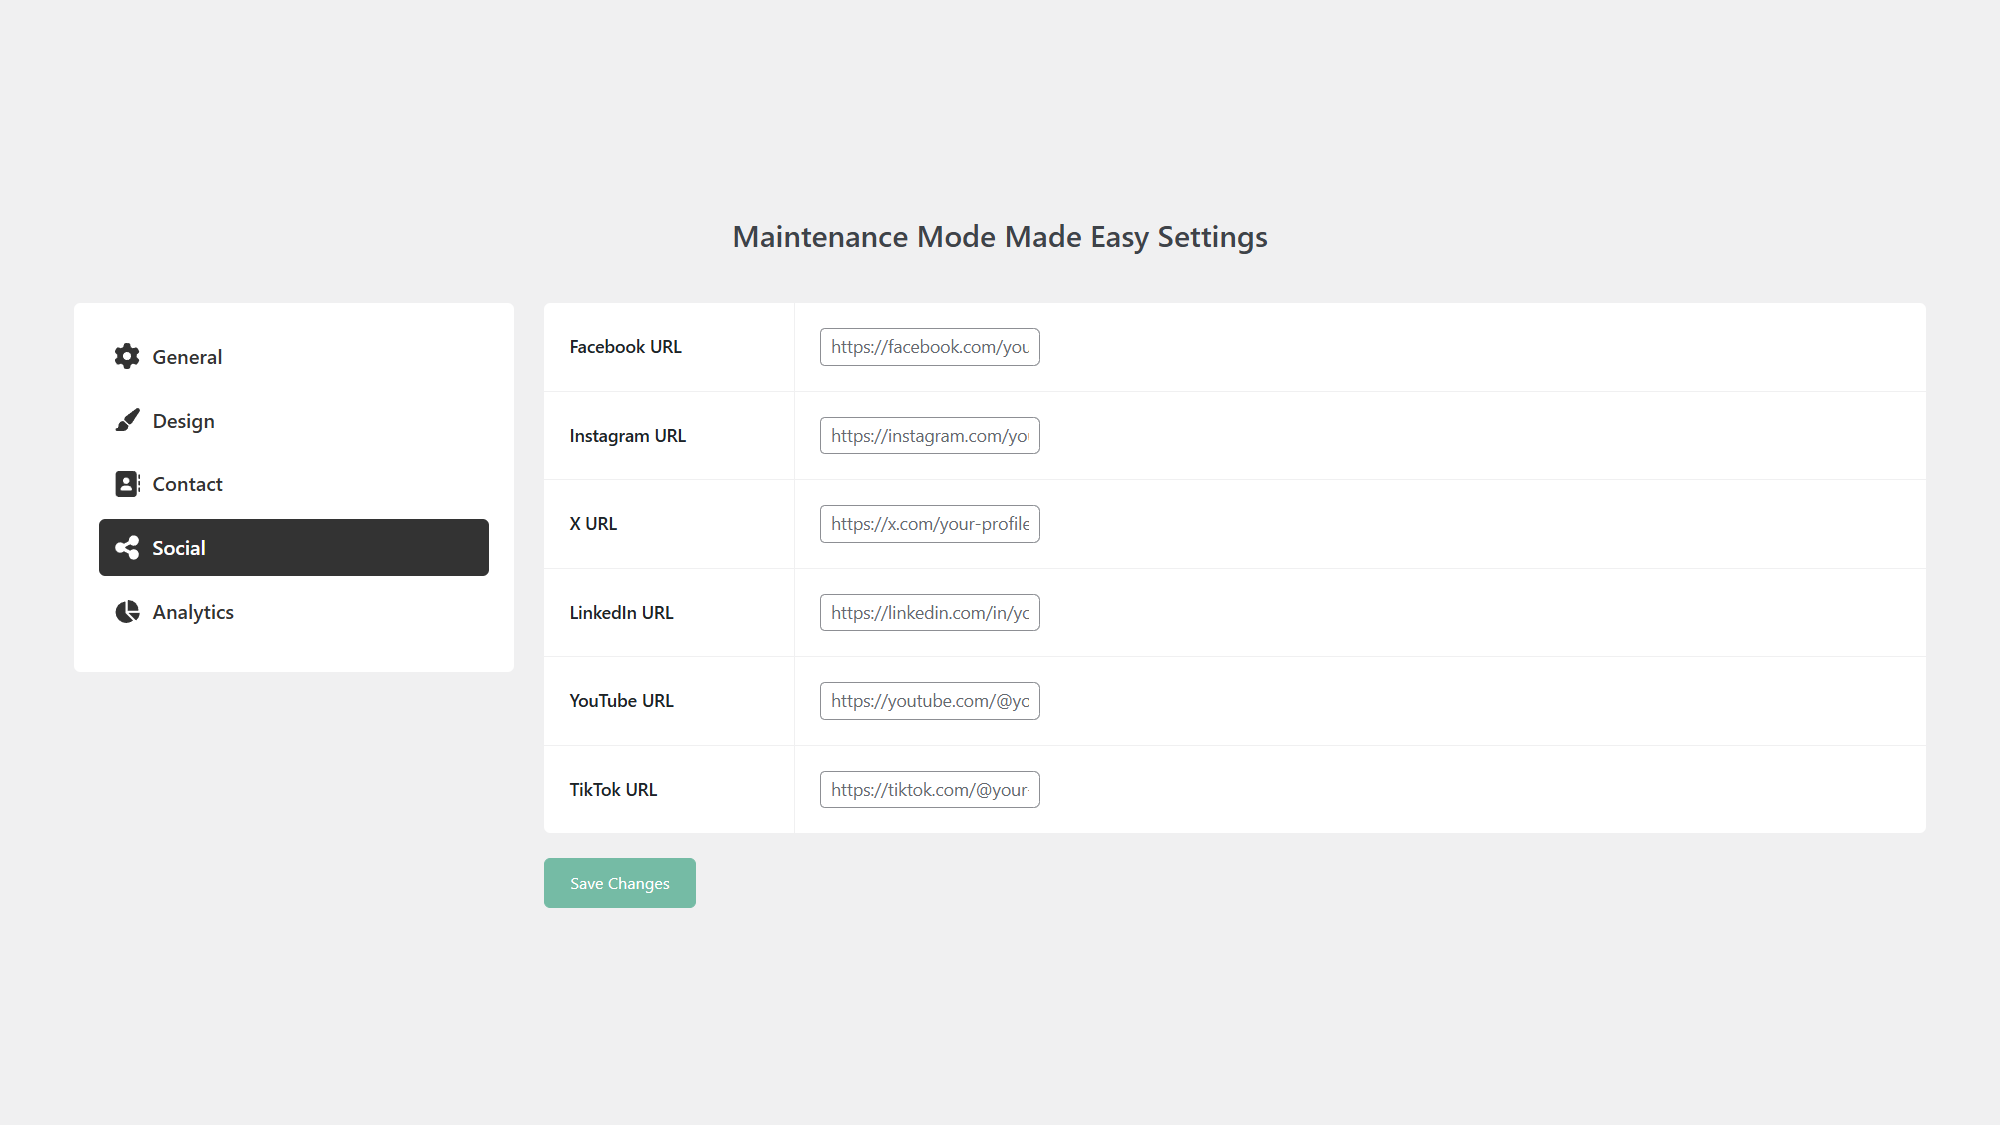 Maintenance Mode Made Easy Settings
General
Design
Contact
Social
Analytics
Facebook URL
https://facebook.com/you
Instagram URL
https://instagram.com/you
X URL
https://x.com/your-profile
LinkedIn URL
https://linkedin.com/in/yo
YouTube URL
https://youtube.com/@yo
TikTok URL
https://tiktok.com/@your-
Save Changes